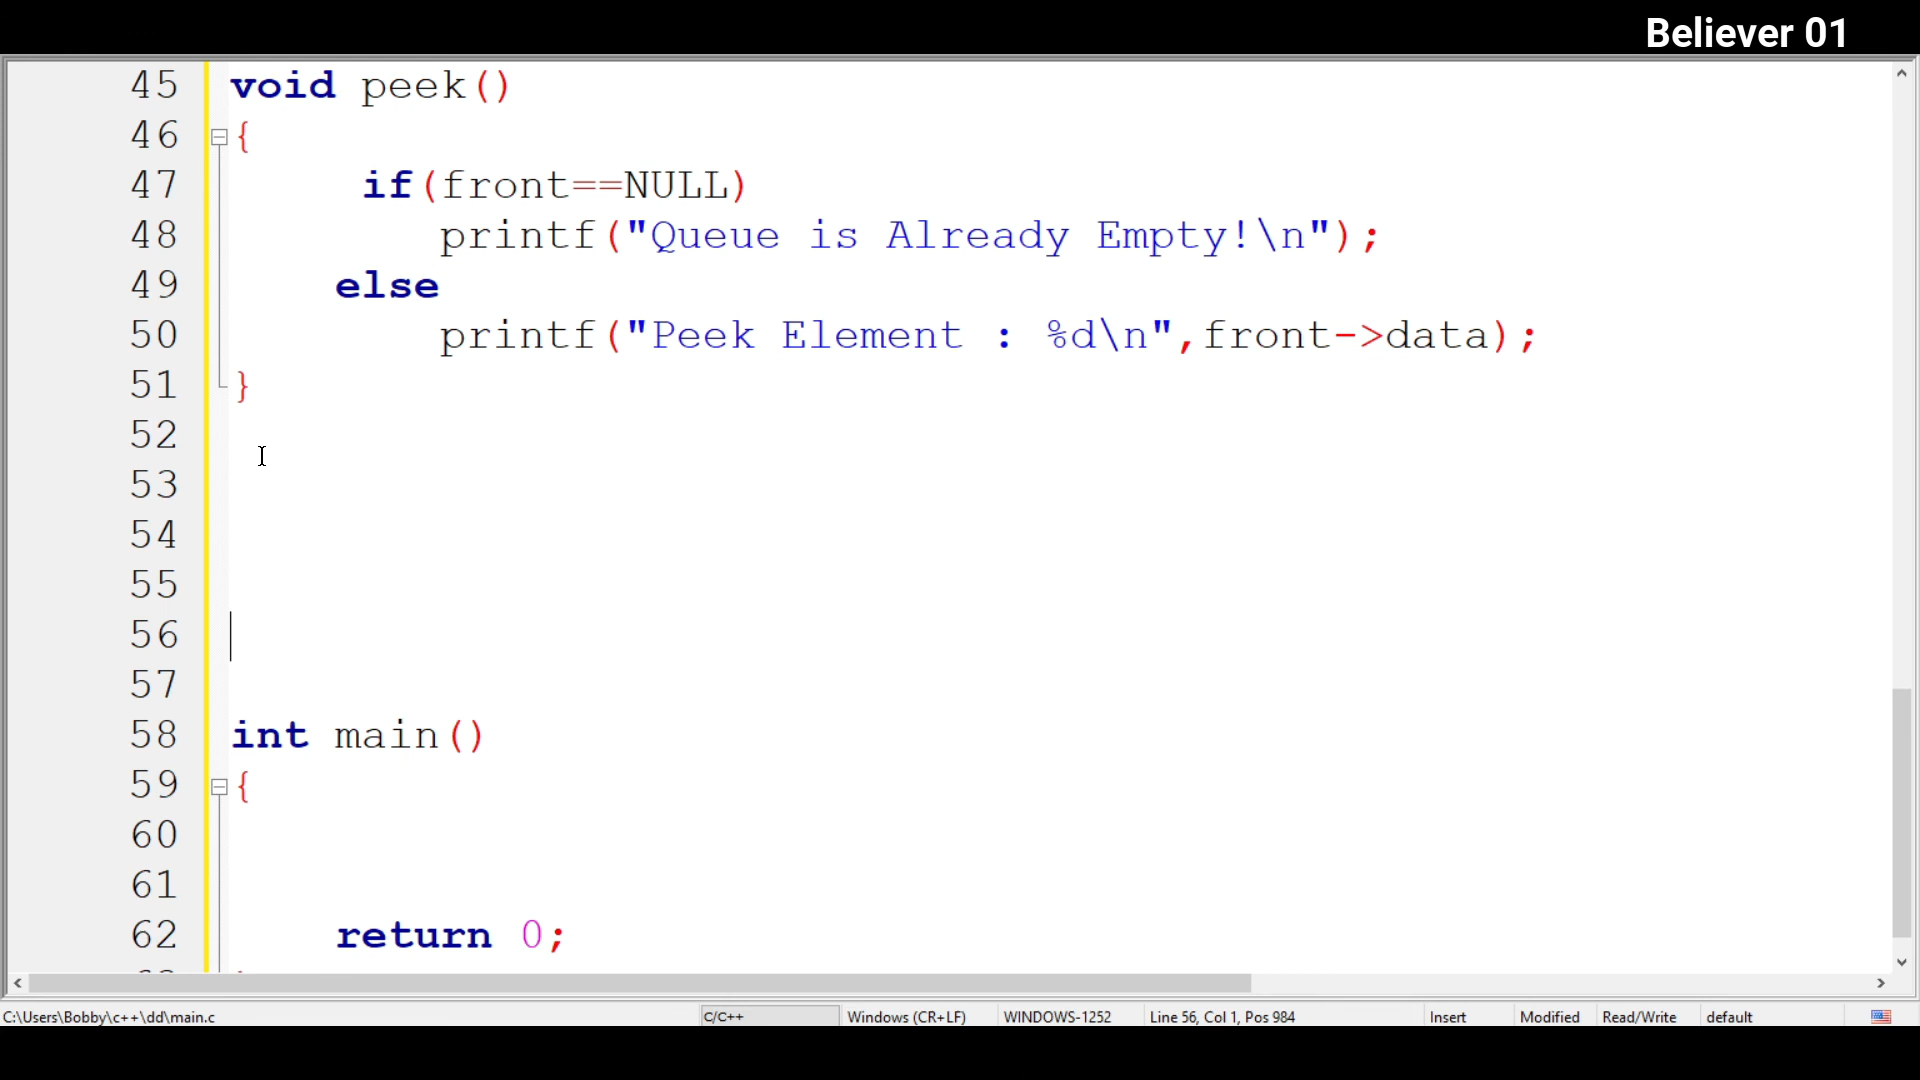 Believer 01
45 void peek()
46 {
47 if(front==NULL)
48 printf("Queue is Already Empty!\n");
49 else
50 printf("Peek Element : %d\n",front->data);
51 }
52
53
54
55
56
57
58 int main()
59 {
60
61
62 return 0;
C:\Users\Bobby\c++\dd\main.c C/C++ Windows (CR+LF) WINDOWS-1252 Line 56, Col 1, Pos 984 Insert Modified Read/Write default